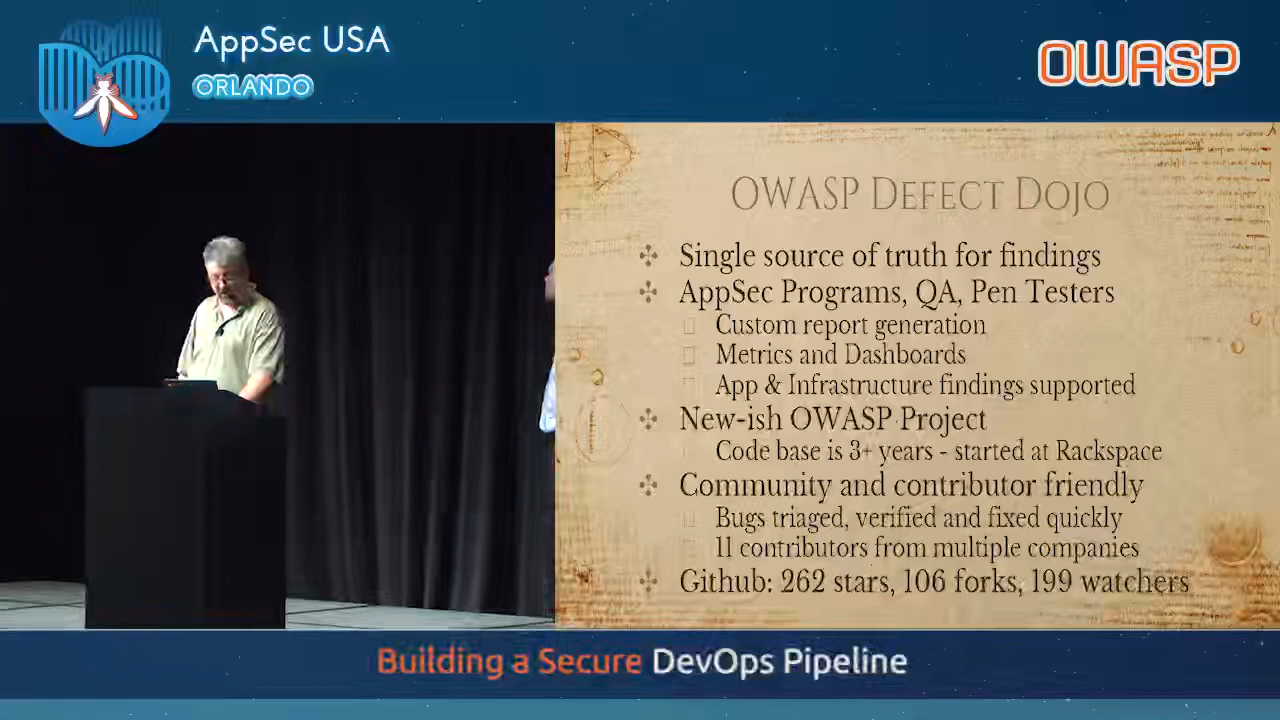 AppSec USA
ORLANDO
OWASP
OWASP DEFECT DOJO
Single source of truth for findings
AppSec Programs, QA, Pen Testers
Custom report generation
Metrics and Dashboards
App & Infrastructure findings supported
New-ish OWASP Project
Code base is 3+ years - started at Rackspace
Community and contributor friendly
Bugs triaged, verified and fixed quickly
11 contributors from multiple companies
Github: 262 stars, 106 forks, 199 watchers
Building a Secure DevOps Pipeline